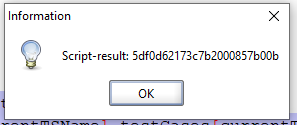 Information
Script-result: 5df0d62173c7b2000857b00b
OK